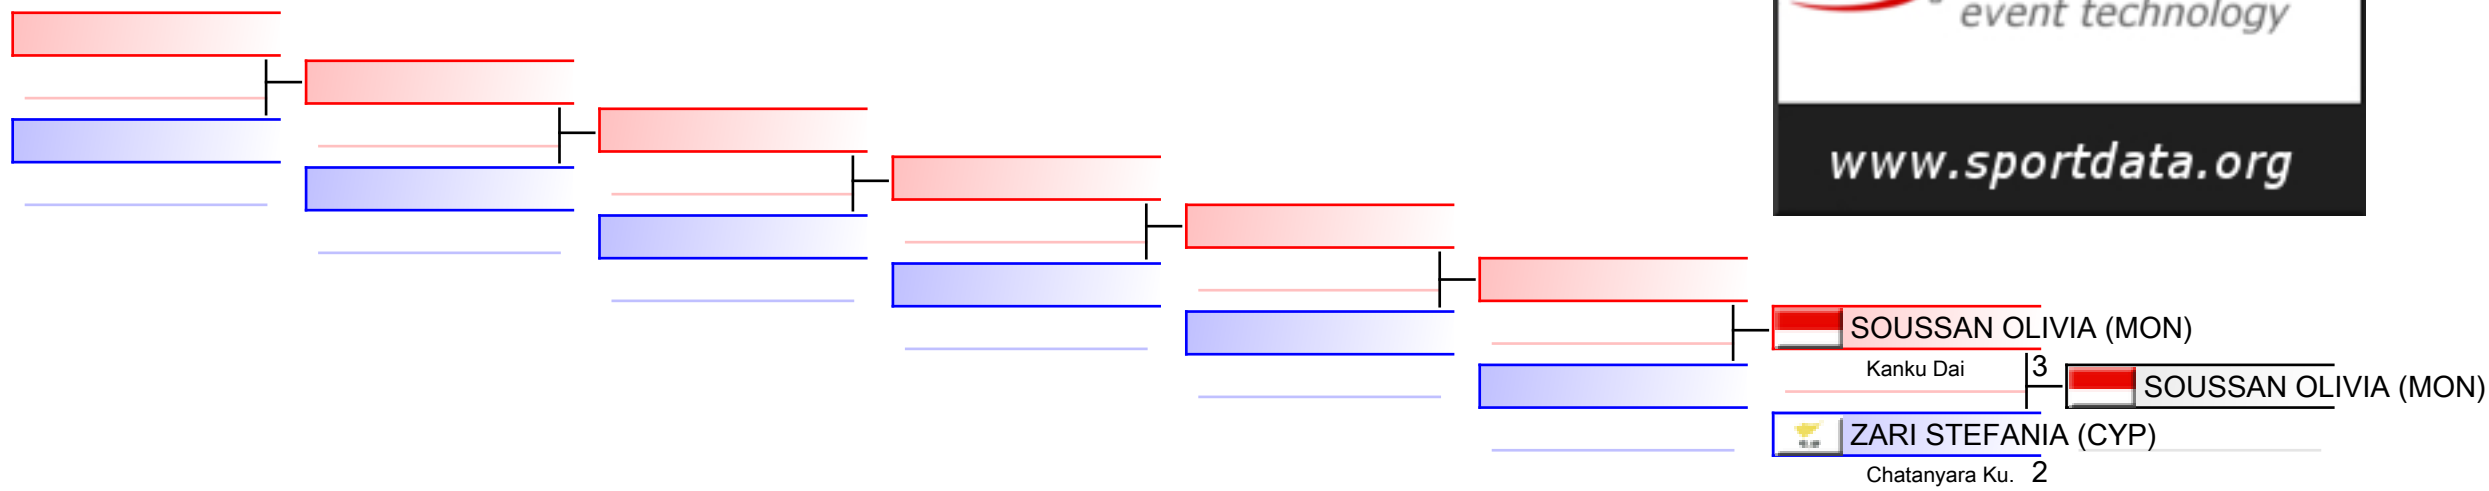 event technology
www.sportdata.org
SOUSSAN OLIVIA (MON)
Kanku Dai 3
SOUSSAN OLIVIA (MON)
ZARI STEFANIA (CYP)
Chatanyara Ku. 2